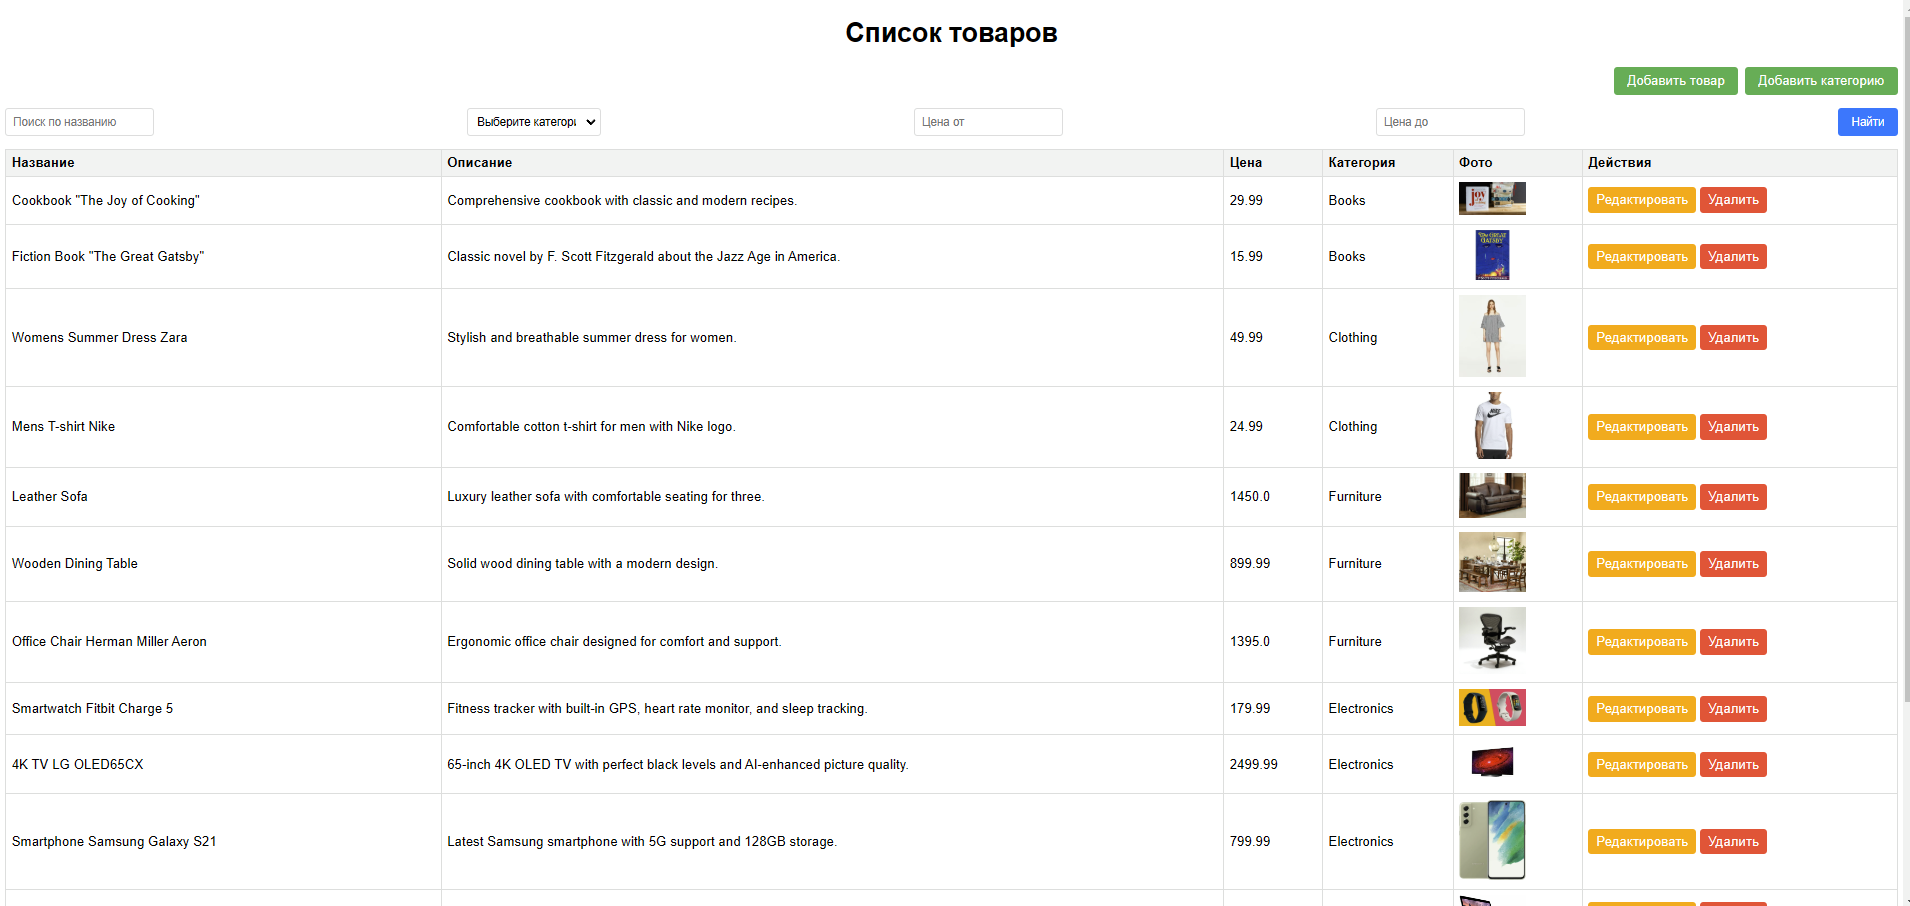 Список товаров
Добавить товар Добавить категорию
Поиск по названию Выберите категори Цена от Цена до Найти
Название Описание Цена Категория Фото Действия
Cookbook "The Joy of Cooking" Comprehensive cookbook with classic and modern recipes. 29.99 Books Редактировать Удалить
Fiction Book "The Great Gatsby" Classic novel by F. Scott Fitzgerald about the Jazz Age in America. 15.99 Books Редактировать Удалить
Womens Summer Dress Zara Stylish and breathable summer dress for women. 49.99 Clothing Редактировать Удалить
Mens T-shirt Nike Comfortable cotton t-shirt for men with Nike logo. 24.99 Clothing Редактировать Удалить
Leather Sofa Luxury leather sofa with comfortable seating for three. 1450.0 Furniture Редактировать Удалить
Wooden Dining Table Solid wood dining table with a modern design. 899.99 Furniture Редактировать Удалить
Office Chair Herman Miller Aeron Ergonomic office chair designed for comfort and support. 1395.0 Furniture Редактировать Удалить
Smartwatch Fitbit Charge 5 Fitness tracker with built-in GPS, heart rate monitor, and sleep tracking. 179.99 Electronics Редактировать Удалить
4K TV LG OLED65CX 65-inch 4K OLED TV with perfect black levels and AI-enhanced picture quality. 2499.99 Electronics Редактировать Удалить
Smartphone Samsung Galaxy S21 Latest Samsung smartphone with 5G support and 128GB storage. 799.99 Electronics Редактировать Удалить